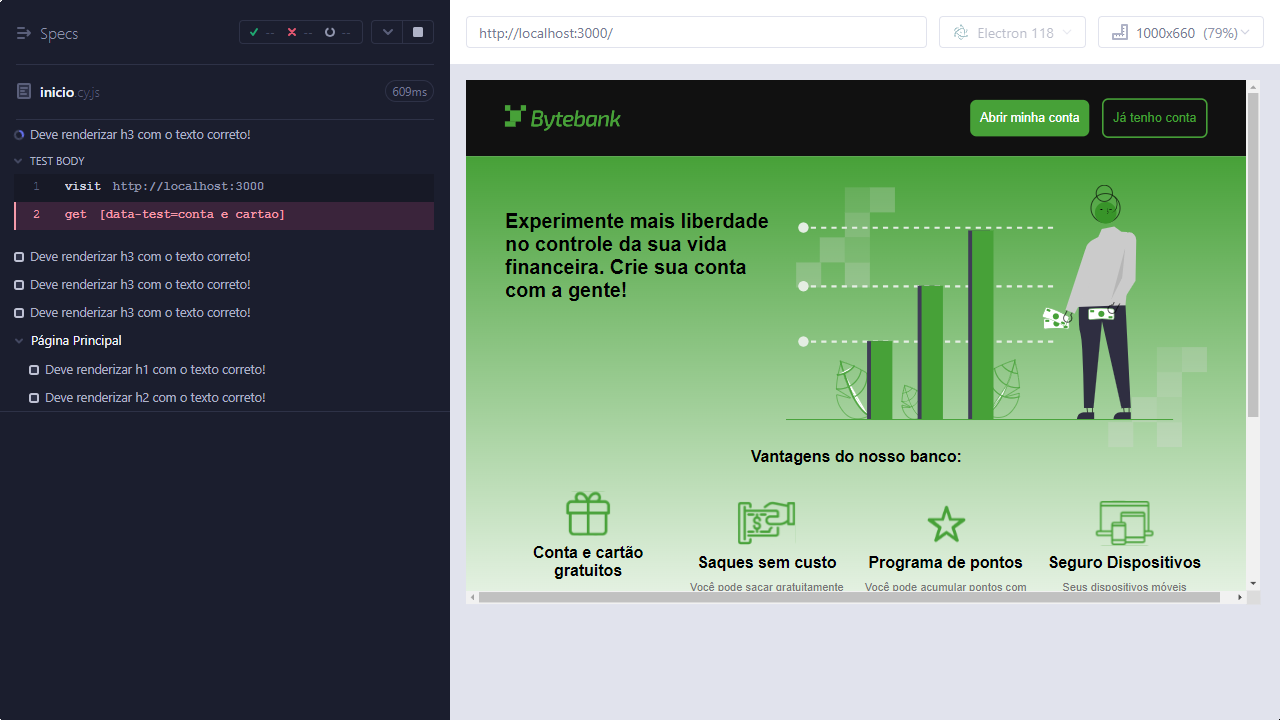 Specs
-- -- --
inicio.cy.js
609ms
Deve renderizar h3 com o texto correto!
TEST BODY
1 visit http://localhost:3000
2 get [data-test=conta e cartao]
Deve renderizar h3 com o texto correto!
Deve renderizar h3 com o texto correto!
Deve renderizar h3 com o texto correto!
Página Principal
Deve renderizar h1 com o texto correto!
Deve renderizar h2 com o texto correto!
http://localhost:3000/
Electron 118
1000x660 (79%)
Bytebank
Abrir minha conta
Já tenho conta
Experimente mais liberdade
no controle da sua vida
financeira. Crie sua conta
com a gente!
Vantagens do nosso banco:
Conta e cartão
gratuitos
Saques sem custo
Você pode sacar gratuitamente
Programa de pontos
Você pode acumular pontos com
Seguro Dispositivos
Seus dispositivos móveis